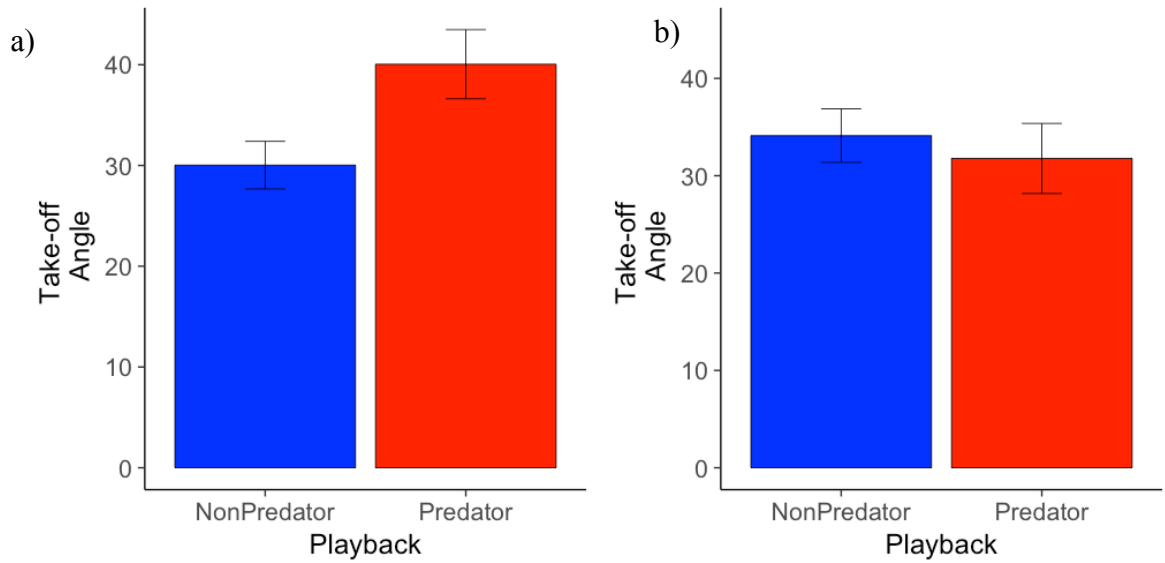 a)
40
30
20
10
0
Take-off
Angle
NonPredator
Predator
Playback
b)
40
30
20
10
0
Take-off
Angle
NonPredator
Predator
Playback